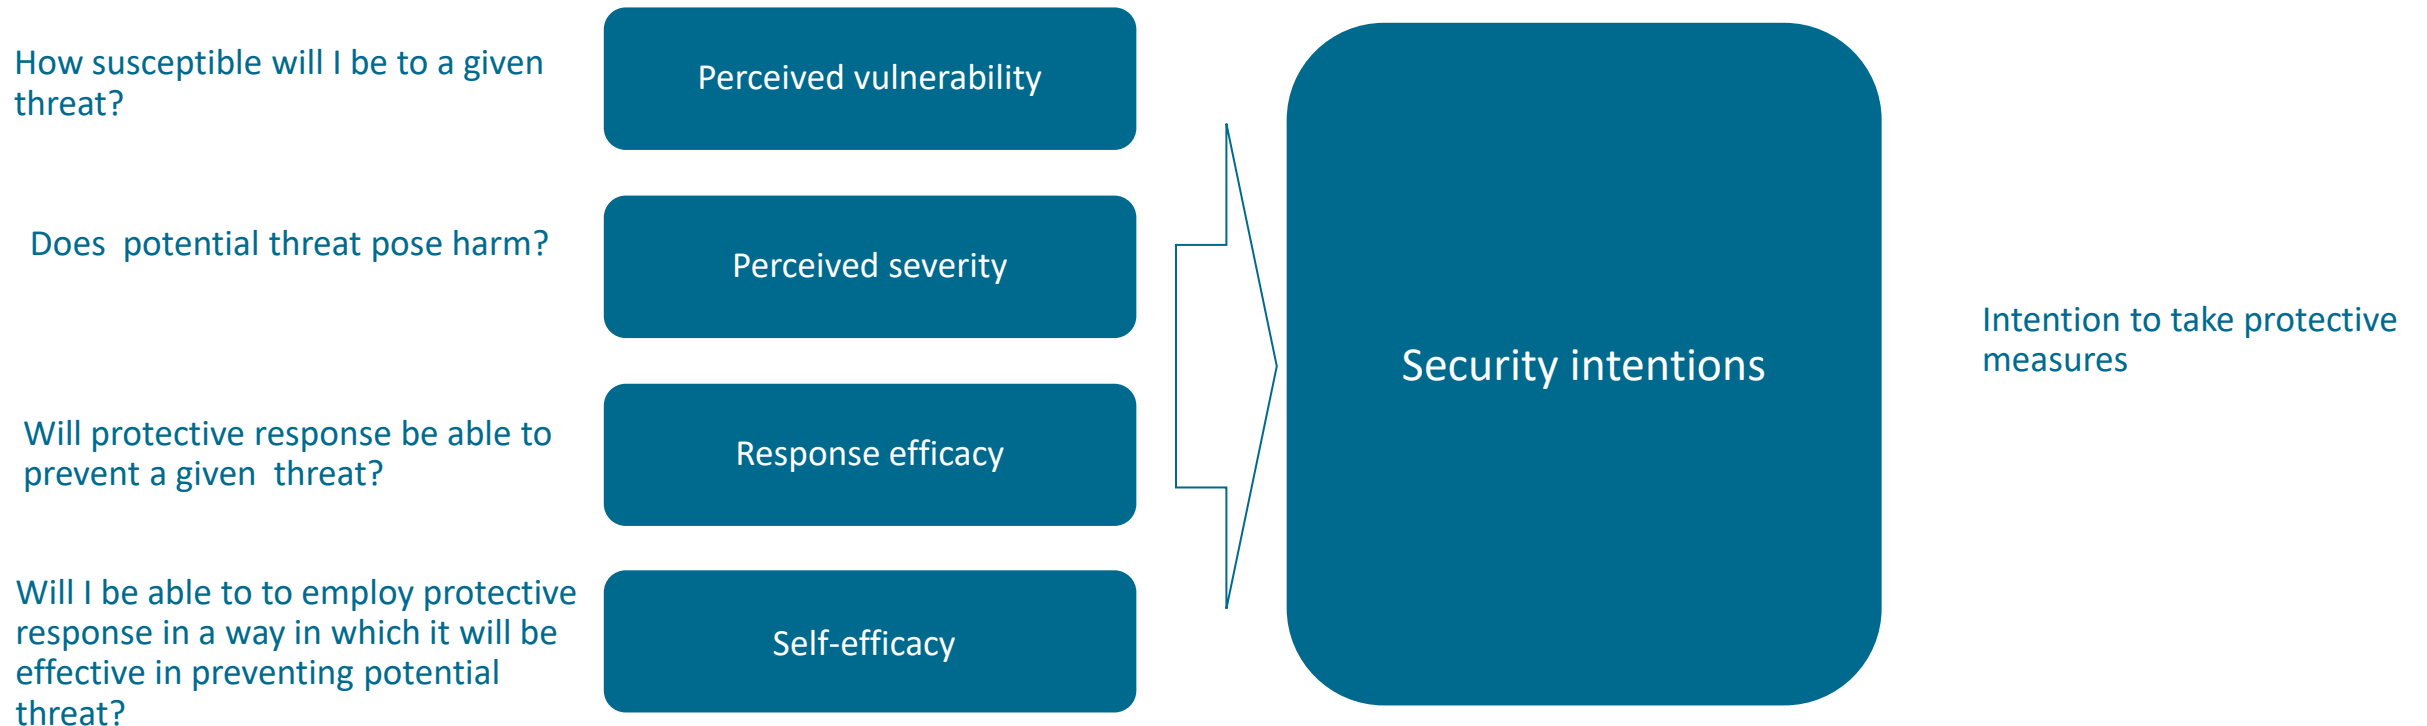 How susceptible will I be to a given
threat?
Perceived vulnerability
Does  potential threat pose harm?
Perceived severity
Will protective response be able to
prevent a given  threat?
Response efficacy
Will I be able to to employ protective
response in a way in which it will be
effective in preventing potential
threat?
Self-efficacy
Security intentions
Intention to take protective
measures